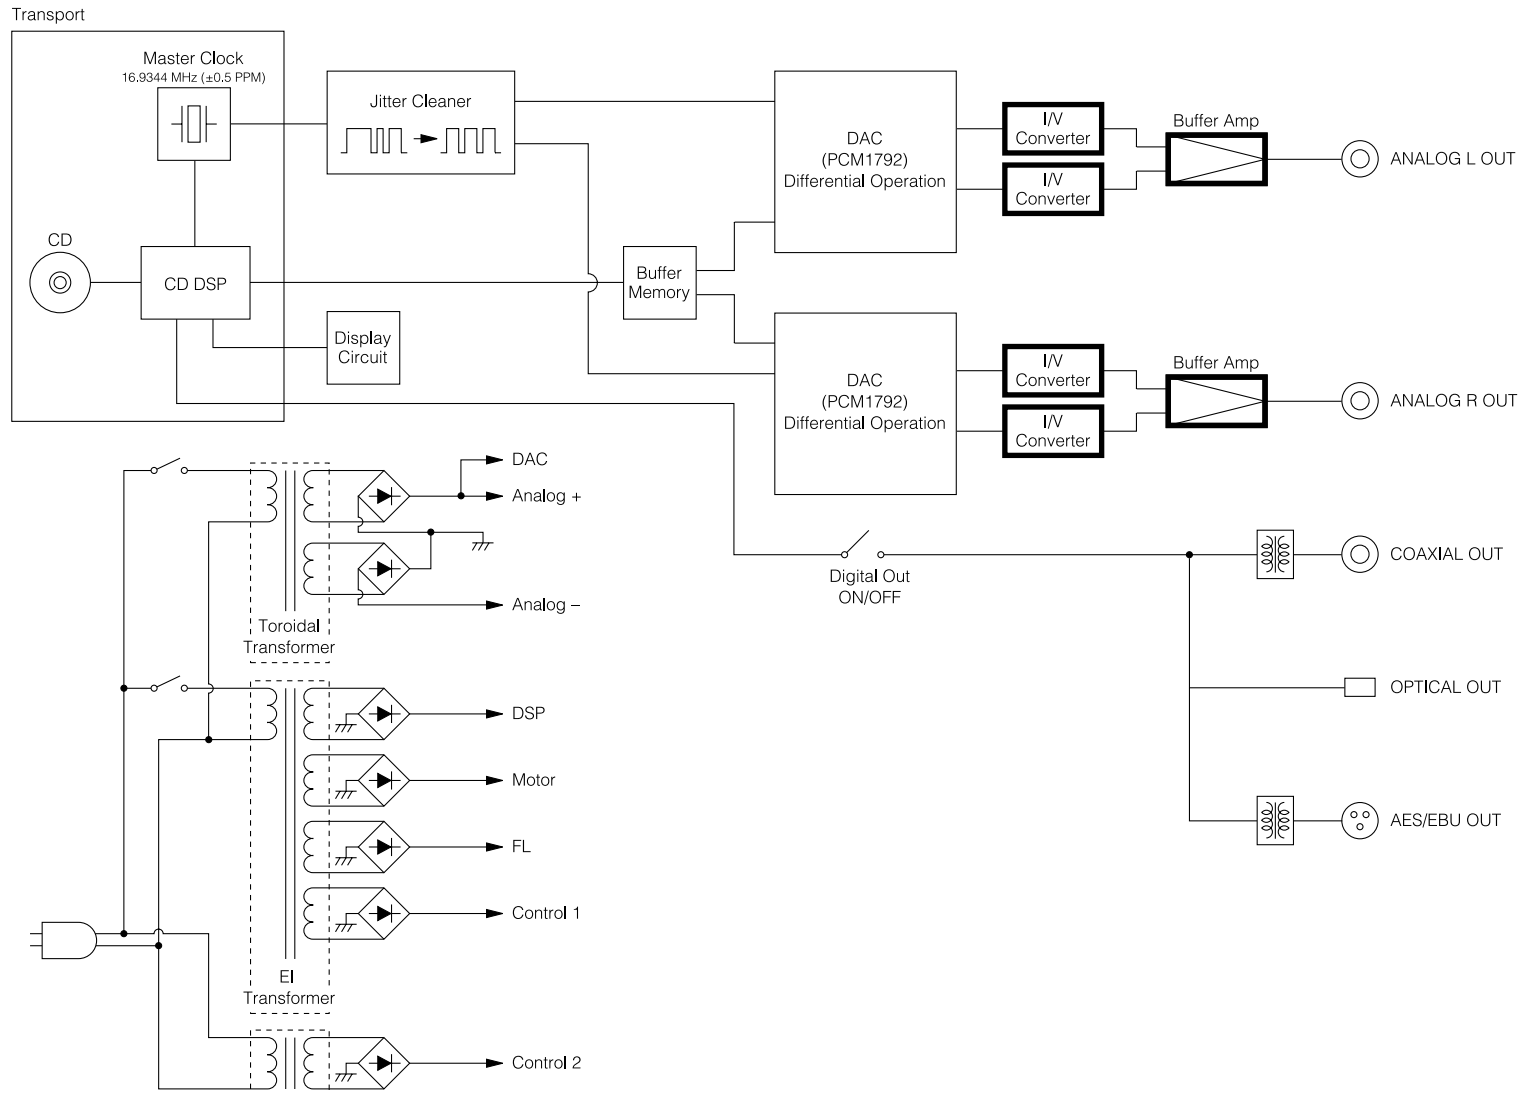 Transport
Master Clock
16.9344 MHz (±0.5 PPM)
Jitter Cleaner
CD
CD DSP
Display
Circuit
Buffer
Memory
DAC
(PCM1792)
Differential Operation
I/V
Converter
I/V
Converter
Buffer Amp
ANALOG L OUT
DAC
(PCM1792)
Differential Operation
I/V
Converter
I/V
Converter
Buffer Amp
ANALOG R OUT
Digital Out
ON/OFF
COAXIAL OUT
OPTICAL OUT
AES/EBU OUT
DAC
Analog +
Analog –
Toroidal
Transformer
DSP
Motor
FL
Control 1
EI
Transformer
Control 2